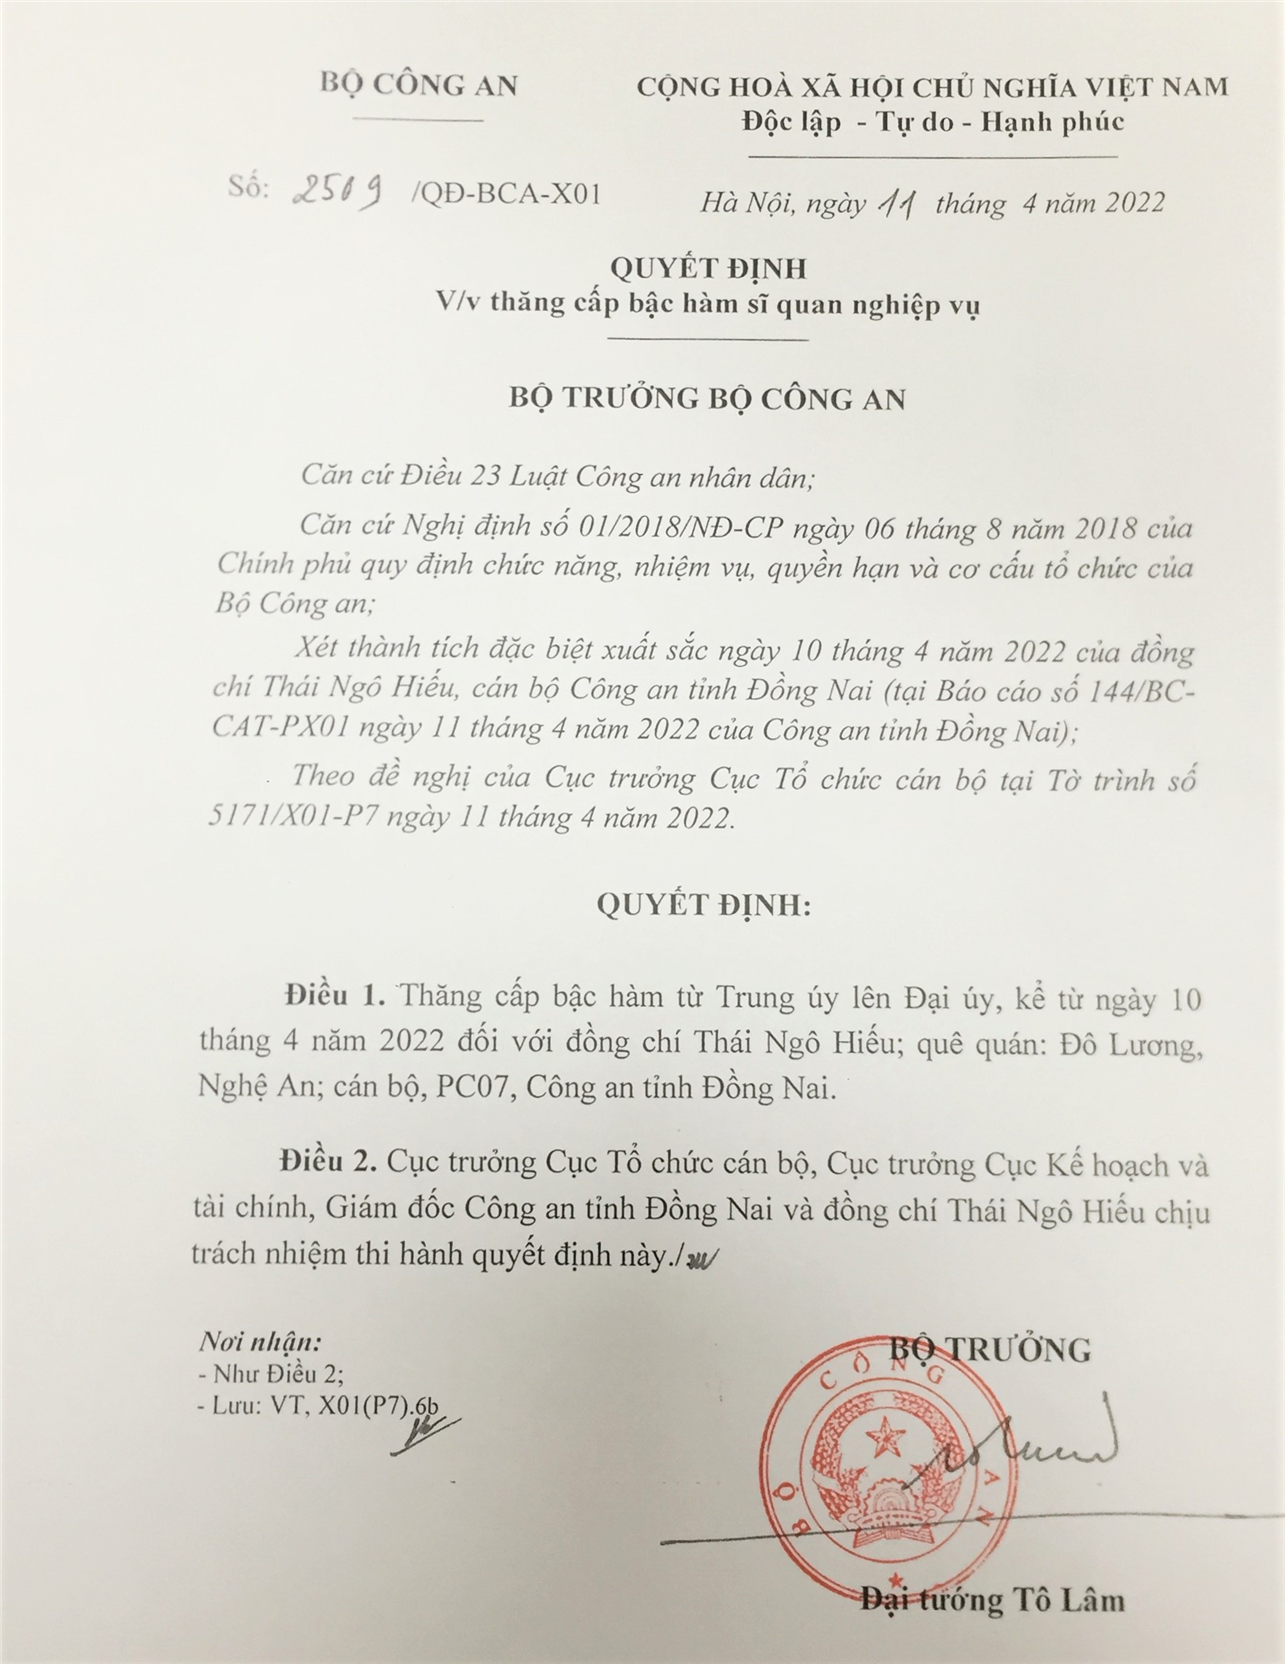 BỘ CÔNG AN
CỘNG HOÀ XÃ HỘI CHỦ NGHĨA VIỆT NAM
Độc lập - Tự do - Hạnh phúc
Số: 2509 /QĐ-BCA-X01
Hà Nội, ngày 11 tháng 4 năm 2022
QUYẾT ĐỊNH
V/v thăng cấp bậc hàm sĩ quan nghiệp vụ
BỘ TRƯỞNG BỘ CÔNG AN
Căn cứ Điều 23 Luật Công an nhân dân;
Căn cứ Nghị định số 01/2018/NĐ-CP ngày 06 tháng 8 năm 2018 của
Chính phủ quy định chức năng, nhiệm vụ, quyền hạn và cơ cấu tổ chức của
Bộ Công an;
Xét thành tích đặc biệt xuất sắc ngày 10 tháng 4 năm 2022 của đồng
chí Thái Ngô Hiếu, cán bộ Công an tỉnh Đồng Nai (tại Báo cáo số 144/BC-
CAT-PX01 ngày 11 tháng 4 năm 2022 của Công an tỉnh Đồng Nai);
Theo đề nghị của Cục trưởng Cục Tổ chức cán bộ tại Tờ trình số
5171/X01-P7 ngày 11 tháng 4 năm 2022.
QUYẾT ĐỊNH:
Điều 1. Thăng cấp bậc hàm từ Trung úy lên Đại úy, kể từ ngày 10
tháng 4 năm 2022 đối với đồng chí Thái Ngô Hiếu; quê quán: Đô Lương,
Nghệ An; cán bộ, PC07, Công an tỉnh Đồng Nai.
Điều 2. Cục trưởng Cục Tổ chức cán bộ, Cục trưởng Cục Kế hoạch và
tài chính, Giám đốc Công an tỉnh Đồng Nai và đồng chí Thái Ngô Hiếu chịu
trách nhiệm thi hành quyết định này./
Nơi nhận:
- Như Điều 2;
- Lưu: VT, X01(P7).6b
BỘ TRƯỞNG
BỘ CÔNG AN
Đại tướng Tô Lâm